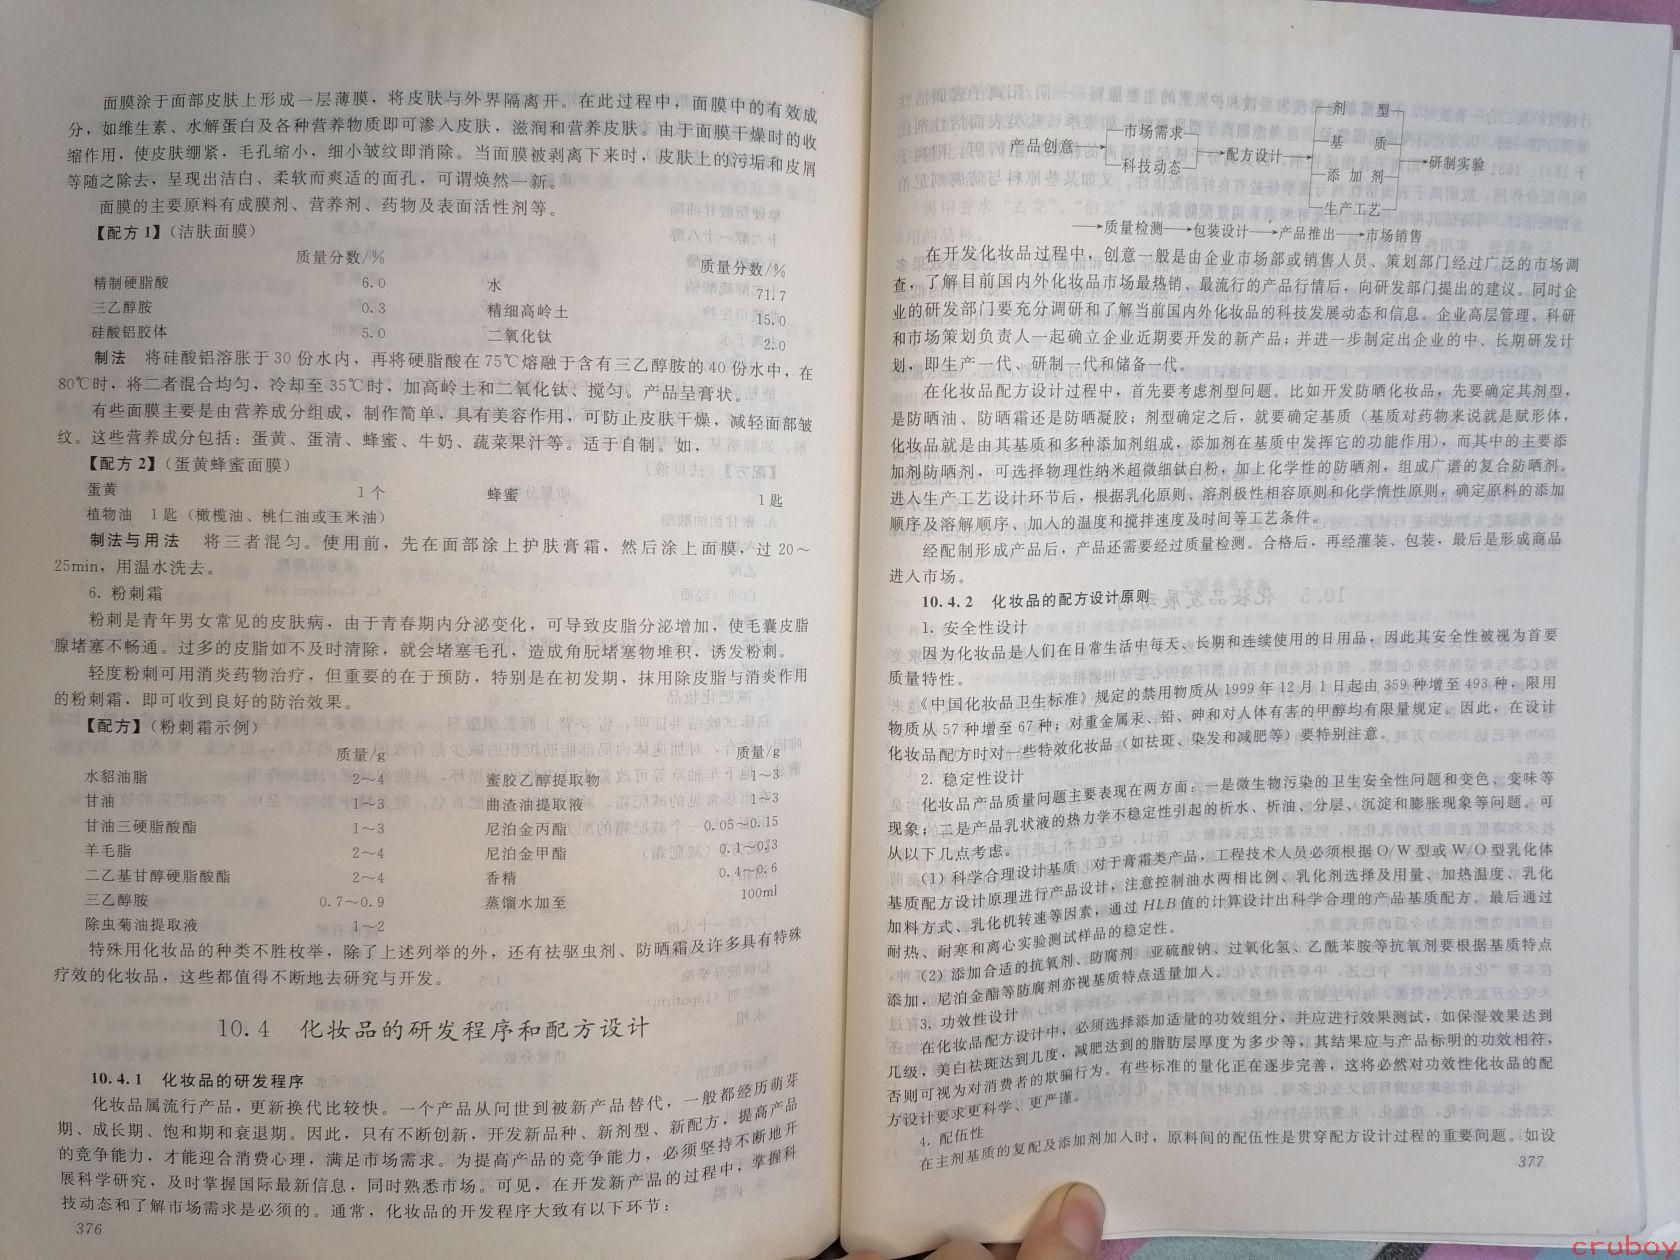 面膜涂于面部皮肤上形成一层薄膜，将皮肤与外界隔离开。在此过程中，面膜中的有效成
分，如维生素、水解蛋白及各种营养物质即可渗入皮肤，滋润和营养皮肤。由于面膜干燥时的收
缩作用，使皮肤绷紧，毛孔缩小，细小皱纹即消除。当面膜被剥离下来时，皮肤上的污垢和皮屑
等随之除去，呈现出洁白、柔软而爽适的面孔，可谓焕然一新。
面膜的主要原料有成膜剂、营养剂、药物及表面活性剂等。
【配方1】（洁肤面膜）
质量分数/% 质量分数/%
精制硬脂酸 6.0 水 71.7
三乙醇胺 0.3 精细高岭土 15.0
硅酸铝胶体 5.0 二氧化钛 2.0
制法 将硅酸铝溶胀于30份水内，再将硬脂酸在75℃熔融于含有三乙醇胺的40份水中，在
80℃时，将二者混合均匀，冷却至35℃时，加高岭土和二氧化钛、搅匀。产品呈膏状。
有些面膜主要是由营养成分组成，制作简单，具有美容作用，可防止皮肤干燥，减轻面部皱
纹。这些营养成分包括：蛋黄、蛋清、蜂蜜、牛奶、蔬菜果汁等。适于自制。如，
【配方2】（蛋黄蜂蜜面膜）
蛋黄 1个 蜂蜜 1匙
植物油 1匙（橄榄油、桃仁油或玉米油）
制法与用法 将三者混匀。使用前，先在面部涂上护肤膏霜，然后涂上面膜，过20～
25min，用温水洗去。
6. 粉刺霜
粉刺是青年男女常见的皮肤病，由于青春期内分泌变化，可导致皮脂分泌增加，使毛囊皮脂
腺堵塞不畅通。过多的皮脂如不及时清除，就会堵塞毛孔，造成角朊堵塞物堆积，诱发粉刺。
轻度粉刺可用消炎药物治疗，但重要的在于预防，特别是在初发期，抹用除皮脂与消炎作用
的粉刺霜，即可收到良好的防治效果。
【配方】（粉刺霜示例）
质量/g 质量/g
水貂油脂 2～4 蜜胶乙醇提取物 1～3
甘油 1～3 曲渣油提取液 1～3
甘油三硬脂酸酯 1～3 尼泊金丙酯 0.05～0.15
羊毛脂 2～4 尼泊金甲酯 0.1～0.3
二乙基甘醇硬脂酸酯 2～4 香精 0.4～0.6
三乙醇胺 0.7～0.9 蒸馏水加至 100ml
除虫菊油提取液 1～2
特殊用化妆品的种类不胜枚举，除了上述列举的外，还有祛驱虫剂、防晒霜及许多具有特殊
疗效的化妆品，这些都值得不断地去研究与开发。
10.4 化妆品的研发程序和配方设计
10.4.1 化妆品的研发程序
化妆品属流行产品，更新换代比较快。一个产品从问世到被新产品替代，一般都经历萌芽
期、成长期、饱和期和衰退期。因此，只有不断创新，开发新品种、新剂型、新配方，提高产品
的竞争能力，才能迎合消费心理，满足市场需求。为提高产品的竞争能力，必须坚持不断地开
展科学研究，及时掌握国际最新信息，同时熟悉市场。可见，在开发新产品的过程中，掌握科
技动态和了解市场需求是必须的。通常，化妆品的开发程序大致有以下环节：
376
产品创意
市场需求
科技动态
配方设计
剂 型
基 质
添加剂
生产工艺
研制实验
质量检测→包装设计→产品推出→市场销售
在开发化妆品过程中，创意一般是由企业市场部或销售人员、策划部门经过广泛的市场调
查，了解目前国内外化妆品市场最热销、最流行的产品行情后，向研发部门提出的建议。同时企
业的研发部门要充分调研和了解当前国内外化妆品的科技发展动态和信息。企业高层管理、科研
和市场策划负责人一起确立企业近期要开发的新产品；并进一步制定出企业的中、长期研发计
划，即生产一代、研制一代和储备一代。
在化妆品配方设计过程中，首先要考虑剂型问题。比如开发防晒化妆品，先要确定其剂型，
是防晒油、防晒霜还是防晒凝胶；剂型确定之后，就要确定基质（基质对药物来说就是赋形体，
化妆品就是由其基质和多种添加剂组成，添加剂在基质中发挥它的功能作用），而其中的主要添
加剂防晒剂，可选择物理性纳米超微细钛白粉，加上化学性的防晒剂，组成广谱的复合防晒剂。
进入生产工艺设计环节后，根据乳化原则、溶剂极性相容原则和化学惰性原则，确定原料的添加
顺序及溶解顺序、加入的温度和搅拌速度及时间等工艺条件。
经配制形成产品后，产品还需要经过质量检测。合格后，再经灌装、包装，最后是形成商品
进入市场。
10.4.2 化妆品的配方设计原则
1. 安全性设计
因为化妆品是人们在日常生活中每天、长期和连续使用的日用品，因此其安全性被视为首要
质量特性。
《中国化妆品卫生标准》规定的禁用物质从1999年12月1日起由359种增至493种，限用
物质从57种增至67种；对重金属汞、铅、砷和对人体有害的甲醇均有限量规定。因此，在设计
化妆品配方时对一些特效化妆品（如祛斑、染发和减肥等）要特别注意。
2. 稳定性设计
化妆品产品质量问题主要表现在两方面：一是微生物污染的卫生安全性问题和变色、变味等
现象；二是产品乳状液的热力学不稳定性引起的析水、析油、分层、沉淀和膨胀现象等问题。可
从以下几点考虑。
（1）科学合理设计基质 对于膏霜类产品，工程技术人员必须根据O/W型或W/O型乳化体
基质配方设计原理进行产品设计，注意控制油水两相比例、乳化剂选择及用量、加热温度、乳化
加料方式、乳化机转速等因素，通过HLB值的计算设计出科学合理的产品基质配方。最后通过
耐热、耐寒和离心实验测试样品的稳定性。
（2）添加合适的抗氧剂、防腐剂 亚硫酸钠、过氧化氢、乙酰苯胺等抗氧剂要根据基质特点
添加，尼泊金酯等防腐剂亦视基质特点适量加入。
3. 功效性设计
在化妆品配方设计中，必须选择添加适量的功效组分，并应进行效果测试，如保湿效果达到
几级，美白祛斑达到几度，减肥达到的脂肪层厚度为多少等，其结果应与产品标明的功效相符，
否则可视为对消费者的欺骗行为。有些标准的量化正在逐步完善，这将必然对功效性化妆品的配
方设计要求更科学、更严谨。
4. 配伍性
在主剂基质的复配及添加剂加入时，原料间的配伍性是贯穿配方设计过程的重要问题。如设
377
cruboy